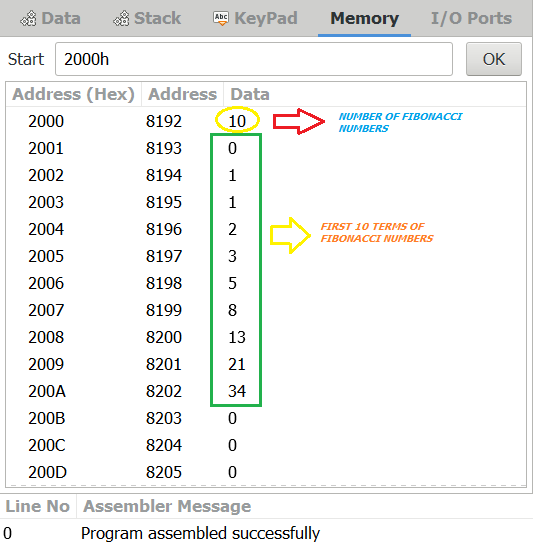 Data Stack KeyPad Memory I/O Ports
Start 2000h OK
Address (Hex) Address Data
2000 8192 10 NUMBER OF FIBONACCI
NUMBERS
2001 8193 0
2002 8194 1
2003 8195 1
2004 8196 2 FIRST 10 TERMS OF
FIBONACCI NUMBERS
2005 8197 3
2006 8198 5
2007 8199 8
2008 8200 13
2009 8201 21
200A 8202 34
200B 8203 0
200C 8204 0
200D 8205 0
Line No Assembler Message
0 Program assembled successfully